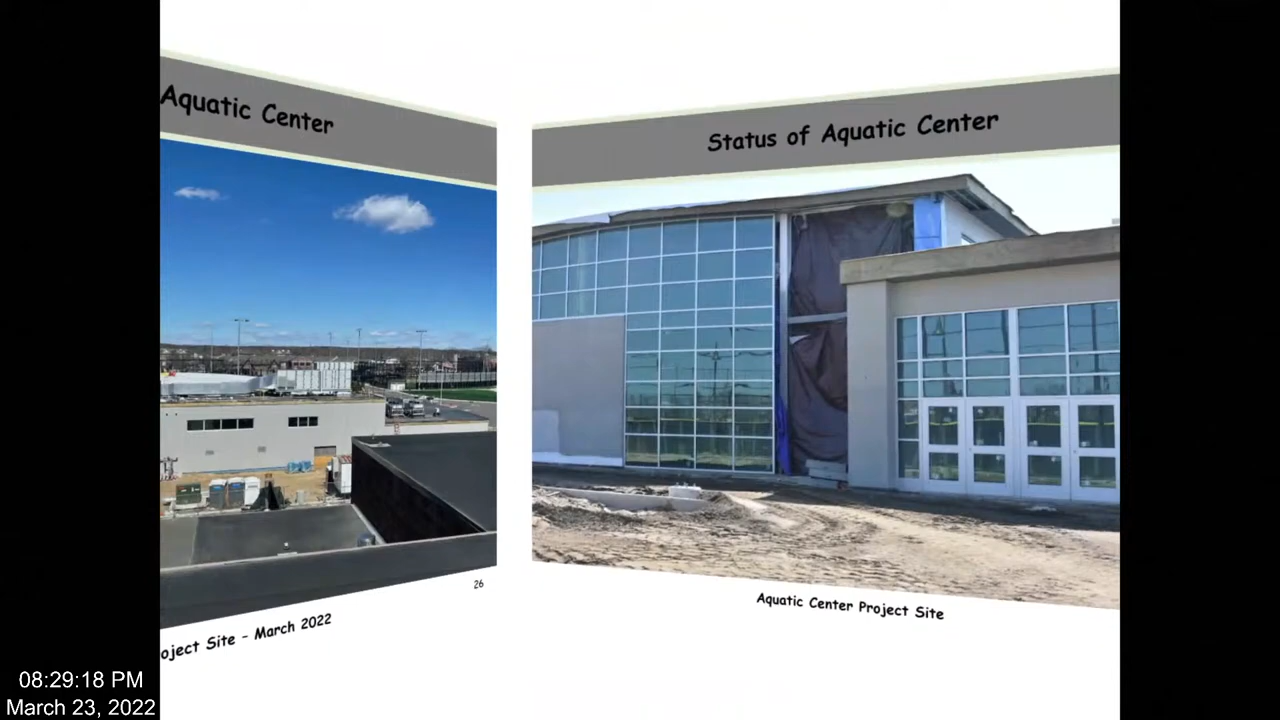 Aquatic Center
26
oject Site - March 2022
Status of Aquatic Center
Aquatic Center Project Site
08:29:18 PM
March 23, 2022